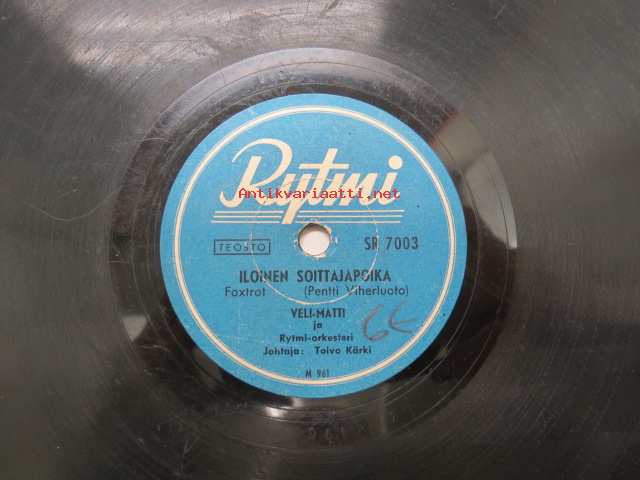 Rytmi
Antikvariaatti.net
TEOSTO
SR 7003
ILOINEN SOITTAJAPOIKA
Foxtrot (Pentti Viherluoto)
VELI-MATTI
ja
Rytmi-orkesteri
Johtaja: Toivo Kärki
M 961